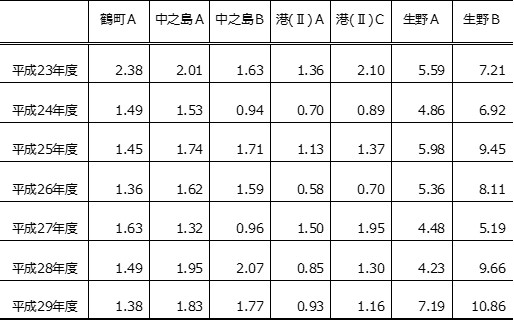 鶴町A 中之島A 中之島B 港(Ⅱ)A 港(Ⅱ)C 生野A 生野B
平成23年度 2.38 2.01 1.63 1.36 2.10 5.59 7.21
平成24年度 1.49 1.53 0.94 0.70 0.89 4.86 6.92
平成25年度 1.45 1.74 1.71 1.13 1.37 5.98 9.45
平成26年度 1.36 1.62 1.59 0.58 0.70 5.36 8.11
平成27年度 1.63 1.32 0.96 1.50 1.95 4.48 5.19
平成28年度 1.49 1.95 2.07 0.85 1.30 4.23 9.66
平成29年度 1.38 1.83 1.77 0.93 1.16 7.19 10.86